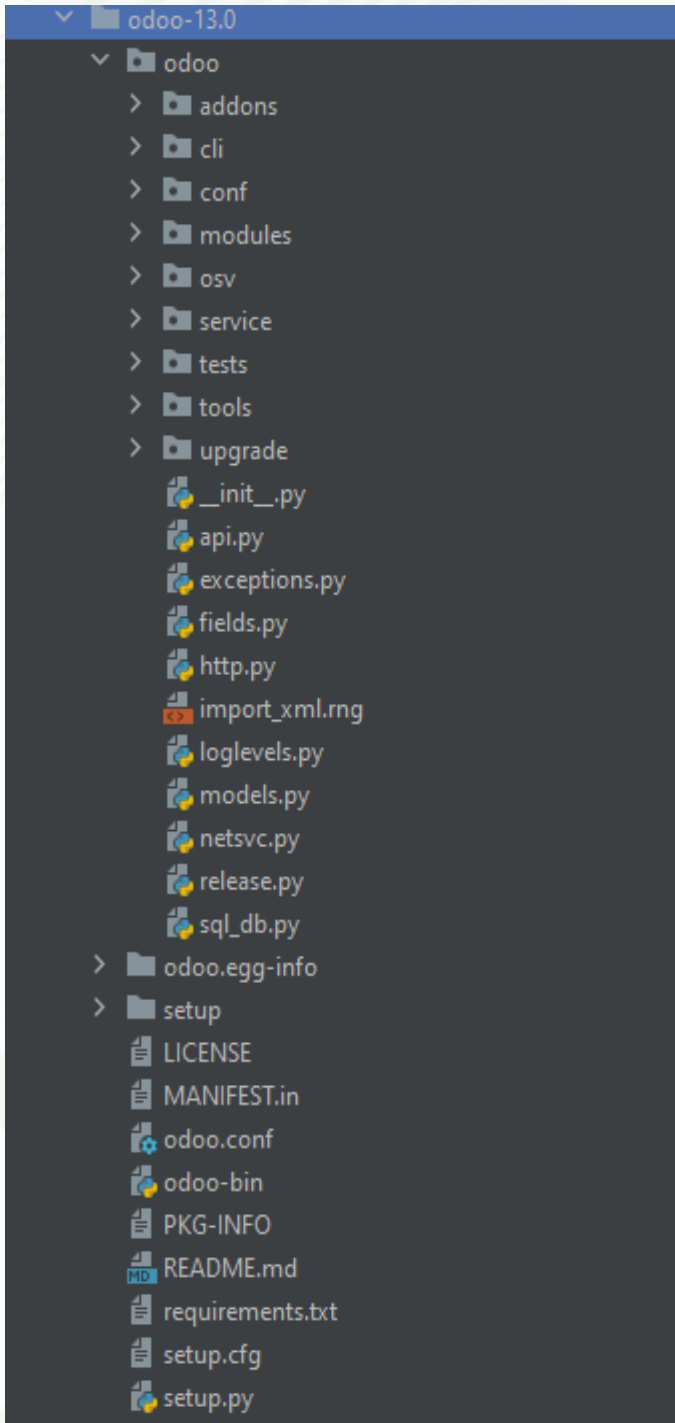 odoo-13.0
odoo
addons
cli
conf
modules
osv
service
tests
tools
upgrade
__init__.py
api.py
exceptions.py
fields.py
http.py
import_xml.rng
loglevels.py
models.py
netsvc.py
release.py
sql_db.py
odoo.egg-info
setup
LICENSE
MANIFEST.in
odoo.conf
odoo-bin
PKG-INFO
MD README.md
requirements.txt
setup.cfg
setup.py